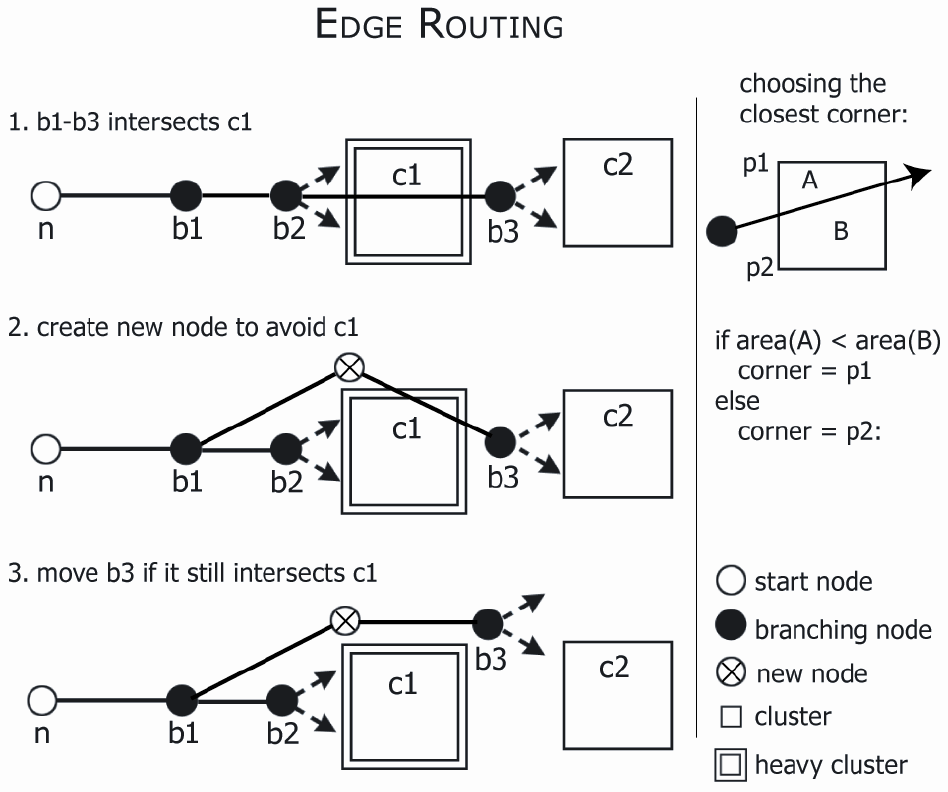 EDGE ROUTING
1. b1-b3 intersects c1
n
b1
b2
c1
b3
c2
2. create new node to avoid c1
n
b1
b2
c1
b3
c2
3. move b3 if it still intersects c1
n
b1
b2
c1
b3
c2
choosing the
closest corner:
p1
A
B
p2
if area(A) < area(B)
corner = p1
else
corner = p2:
start node
branching node
new node
cluster
heavy cluster